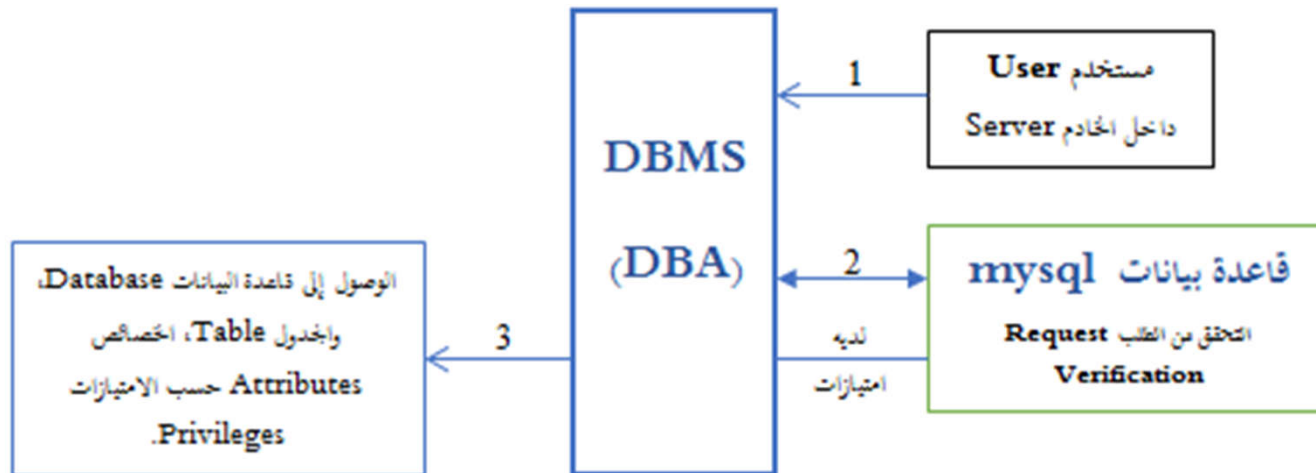 مستخدم User
داخل الخادم Server
1
DBMS
(DBA)
2
قاعدة بيانات mysql
التحقق من الطلب Request
Verification
لديه
امتيازات
3
الوصول إلى قاعدة البيانات Database،
والجدول Table، الخصائص
Attributes حسب الامتيازات
Privileges.